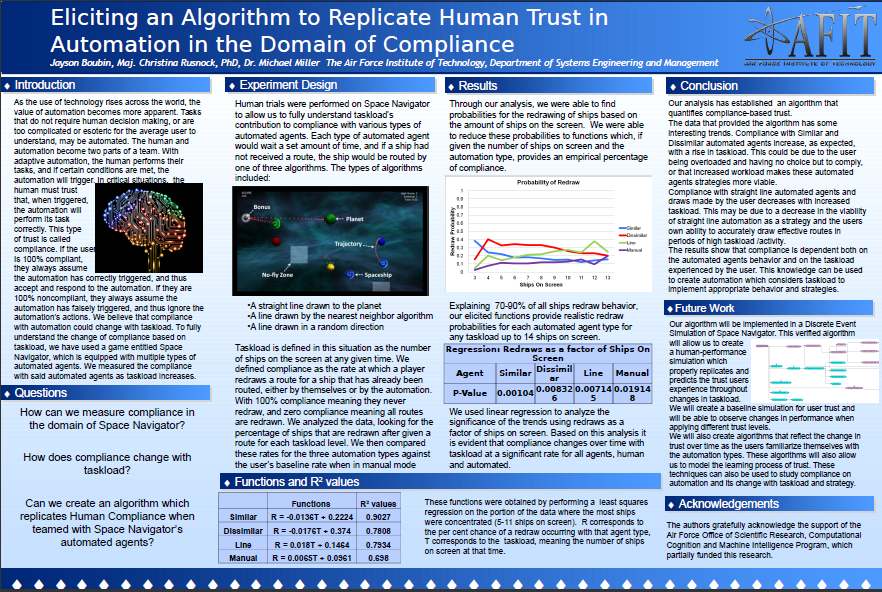 Eliciting an Algorithm to Replicate Human Trust in
Automation in the Domain of Compliance
Jayson Boubin, Maj. Christina Rusnock, PhD, Dr. Michael Miller The Air Force Institute of Technology, Department of Systems Engineering and Management
AFIT
AIR FORCE INSTITUTE OF TECHNOLOGY
Introduction
As the use of technology rises across the world, the
value of automation becomes more apparent. Tasks
that do not require human decision making, or are
too complicated or esoteric for the average user to
understand, may be automated. The human and
automation become two parts of a team. With
adaptive automation, the human performs their
tasks, and if certain conditions are met, the
automation will trigger. In critical situations, the
human must trust
that, when triggered,
the automation will
perform its task
correctly. This type
of trust is called
compliance. If the user
is 100% compliant,
they always assume
the automation has correctly triggered, and thus
accept and respond to the automation. If they are
100% noncompliant, they always assume the
automation has falsely triggered, and thus ignore the
automation's actions. We believe that compliance
with automation could change with taskload. To fully
understand the change of compliance based on
taskload, we have used a game entitled Space
Navigator, which is equipped with multiple types of
automated agents. We measured the compliance
with said automated agents as taskload increases.
Questions
How can we measure compliance in
the domain of Space Navigator?
How does compliance change with
taskload?
Can we create an algorithm which
replicates Human Compliance when
teamed with Space Navigator's
automated agents?
Experiment Design
Human trials were performed on Space Navigator
to allow us to fully understand taskload's
contribution to compliance with various types of
automated agents. Each type of automated agent
would wait a set amount of time, and if a ship had
not received a route, the ship would be routed by
one of three algorithms. The types of algorithms
included:
Bonus
Planet
Trajectory
No-fly Zone
Spaceship
•A straight line drawn to the planet
•A line drawn by the nearest neighbor algorithm
•A line drawn in a random direction
Taskload is defined in this situation as the number
of ships on the screen at any given time. We
defined compliance as the rate at which a player
redraws a route for a ship that has already been
routed, either by themselves or by the automation.
With 100% compliance meaning they never
redraw, and zero compliance meaning all routes
are redrawn. We analyzed the data, looking for the
percentage of ships that are redrawn after given a
route for each taskload level. We then compared
these rates for the three automation types against
the user's baseline rate when in manual mode
Results
Through our analysis, we were able to find
probabilities for the redrawing of ships based on
the amount of ships on the screen. We were able
to reduce these probabilities to functions which, if
given the number of ships on screen and the
automation type, provides an empirical percentage
of compliance.
Probability of Redraw
Redraw Probability
1
0.9
0.8
0.7
0.6
0.5
0.4
0.3
0.2
0.1
0
3 4 5 6 7 8 9 10 11 12 13
Ships On Screen
Similar
Dissimilar
Line
Manual
Explaining 70-90% of all ships redraw behavior,
our elicited functions provide realistic redraw
probabilities for each automated agent type for
any taskload up to 14 ships on screen.
Regression: Redraws as a factor of Ships On
Screen
Agent Similar Dissimilar Line Manual
P-Value 0.00104 0.008326 0.007145 0.019148
We used linear regression to analyze the
significance of the trends using redraws as a
factor of ships on screen. Based on this analysis it
is evident that compliance changes over time with
taskload at a significant rate for all agents, human
and automated.
Functions and R² values
Functions R² values
Similar R = -0.0136T + 0.2224 0.9027
Dissimilar R = -0.0176T + 0.374 0.7808
Line R = 0.018T + 0.1464 0.7934
Manual R = 0.0065T + 0.0961 0.698
These functions were obtained by performing a least squares
regression on the portion of the data where the most ships
were concentrated (5-11 ships on screen). R corresponds to
the per cent chance of a redraw occurring with that agent type,
T corresponds to the taskload, meaning the number of ships
on screen at that time.
Conclusion
Our analysis has established an algorithm that
quantifies compliance-based trust.
The data that provided the algorithm has some
interesting trends. Compliance with Similar and
Dissimilar automated agents increase, as expected,
with a rise in taskload. This could be due to the user
being overloaded and having no choice but to comply,
or that increased workload makes these automated
agents strategies more viable.
Compliance with straight line automated agents and
draws made by the user decreases with increased
taskload. This may be due to a decrease in the viability
of straight line automation as a strategy and the users
own ability to accurately draw effective routes in
periods of high taskload /activity.
The results show that compliance is dependent both on
the automated agents behavior and on the taskload
experienced by the user. This knowledge can be used
to create automation which considers taskload to
implement appropriate behavior and strategies.
Future Work
Our algorithm will be implemented in a Discrete Event
Simulation of Space Navigator. This verified algorithm
will allow us to create
a human-performance
simulation which
properly replicates and
predicts the trust users
experience throughout
changes in taskload.
We will create a baseline simulation for user trust and
will be able to observe changes in performance when
applying different trust levels.
We will also create algorithms that reflect the change in
trust over time as the users familiarize themselves with
the automation types. These algorithms will also allow
us to model the learning process of trust. These
techniques can also be used to study compliance on
automation and its change with taskload and strategy.
Acknowledgements
The authors gratefully acknowledge the support of the
Air Force Office of Scientific Research, Computational
Cognition and Machine Intelligence Program, which
partially funded this research.